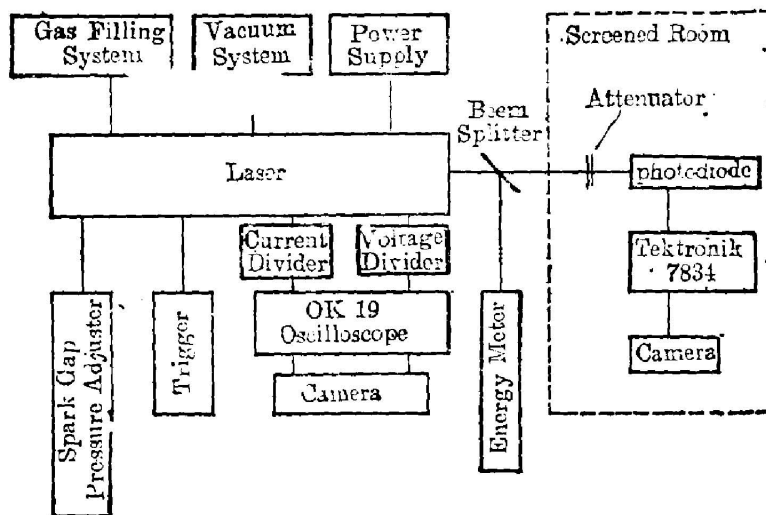 Gas Filling
System
Vacuum
System
Power
Supply
Screened Room
Attenuator
Beem
Splitter
Laser
photodiode
Current
Divider
Voltage
Divider
Tektronik
7834
OK 19
Oscilloscope
Camera
Camera
Spark Gap
Pressure Adjuster
Trigger
Energy Meter